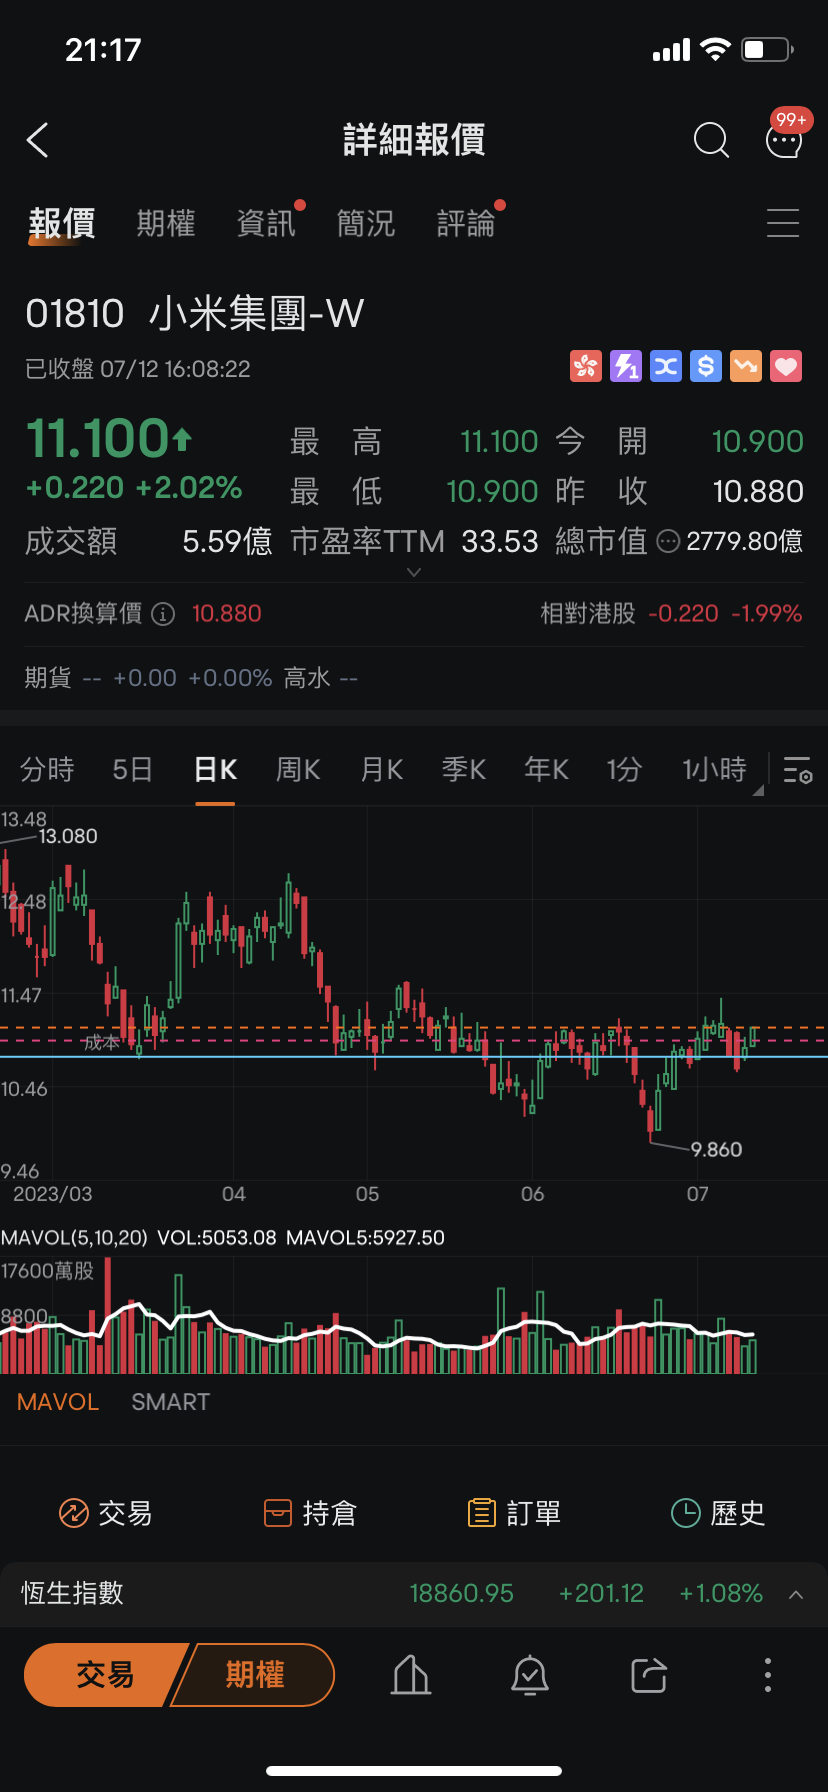 21:17
詳細報價
99+
報價 期權 資訊 簡況 評論
01810 小米集團-W
已收盤 07/12 16:08:22
11.100 最高 11.100 今開 10.900
+0.220 +2.02% 最低 10.900 昨收 10.880
成交額 5.59億 市盈率TTM 33.53 總市值 2779.80億
ADR換算價 10.880 相對港股 -0.220 -1.99%
期貨 -- +0.00 +0.00% 高水 --
分時 5日 日K 周K 月K 季K 年K 1分 1小時
13.48
13.080
12.48
11.47
成本
10.46
9.860
9.46
2023/03 04 05 06 07
MAVOL(5,10,20) VOL:5053.08 MAVOL5:5927.50
17600萬股
8800
MAVOL SMART
交易 持倉 訂單 歷史
恆生指數 18860.95 +201.12 +1.08%
交易 期權